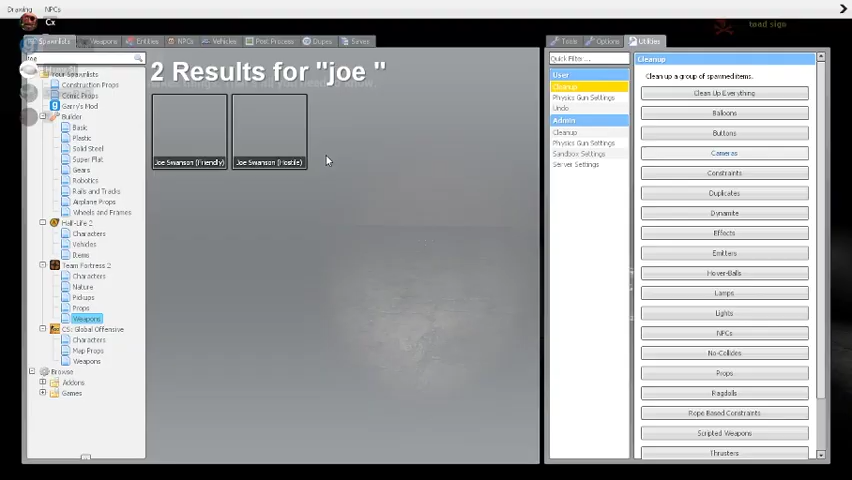 Drawing NPCs
Cx
toad sign
Spawnlists Weapons Entities NPCs Vehicles Post Process Dupes Saves
joe
Your Spawnlists
Construction Props
Comic Props
Garry's Mod
Builder
Basic
Plastic
Solid Steel
Super Flat
Gears
Robotics
Rails and Tracks
Airplane Props
Wheels and Frames
Half-Life 2
Characters
Vehicles
Items
Team Fortress 2
Characters
Nature
Pickups
Props
Weapons
CS: Global Offensive
Characters
Map Props
Weapons
Browse
Addons
Games
2 Results for "joe "
Joe Swanson (Friendly) Joe Swanson (Hostile)
Tools Options Utilities
Quick Filter...
User
Cleanup
Physics Gun Settings
Undo
Admin
Cleanup
Physics Gun Settings
Sandbox Settings
Server Settings
Cleanup
Clean up a group of spawned items.
Clean Up Everything
Balloons
Buttons
Cameras
Constraints
Duplicates
Dynamite
Effects
Emitters
Hover-Balls
Lamps
Lights
NPCs
No-Collides
Props
Ragdolls
Rope Based Constraints
Scripted Weapons
Thrusters